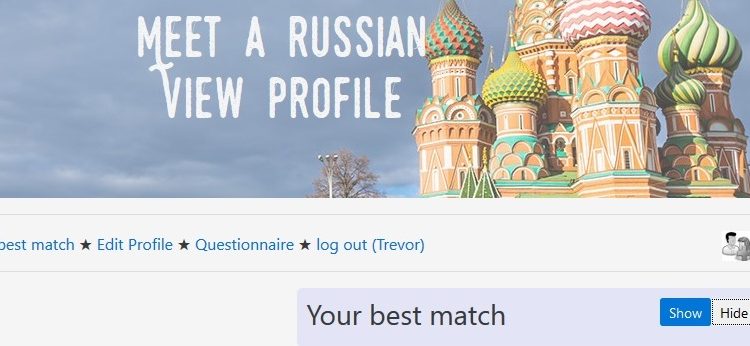 MEET A RUSSIAN
VIEW PROFILE
best match ★ Edit Profile ★ Questionnaire ★ log out (Trevor)
Your best match
Show
Hide